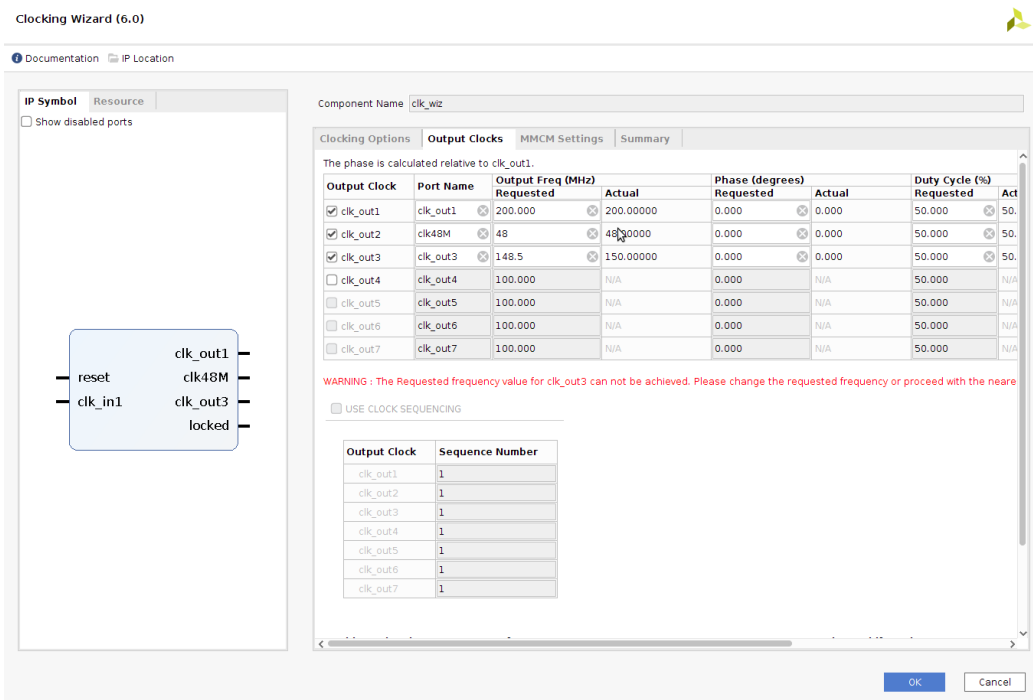 Clocking Wizard (6.0)
Documentation IP Location
IP Symbol Resource
Show disabled ports
reset
clk_in1
clk_out1
clk48M
clk_out3
locked
Component Name clk_wiz
Clocking Options Output Clocks MMCM Settings Summary
The phase is calculated relative to clk_out1.
Output Clock Port Name Output Freq (MHz) Phase (degrees) Duty Cycle (%)
Requested Actual Requested Actual Requested Act
clk_out1 clk_out1 200.000 200.00000 0.000 0.000 50.000 50.
clk_out2 clk48M 48 0.000 0.000 50.000 50.
clk_out3 clk_out3 148.5 150.00000 0.000 0.000 50.000 50.
clk_out4 clk_out4 100.000 N/A 0.000 N/A 50.000 N/A
clk_out5 clk_out5 100.000 N/A 0.000 N/A 50.000 N/A
clk_out6 clk_out6 100.000 N/A 0.000 N/A 50.000 N/A
clk_out7 clk_out7 100.000 N/A 0.000 N/A 50.000 N/A
WARNING : The Requested frequency value for clk_out3 can not be achieved. Please change the requested frequency or proceed with the neare
USE CLOCK SEQUENCING
Output Clock Sequence Number
clk_out1 1
clk_out2 1
clk_out3 1
clk_out4 1
clk_out5 1
clk_out6 1
clk_out7 1
OK Cancel